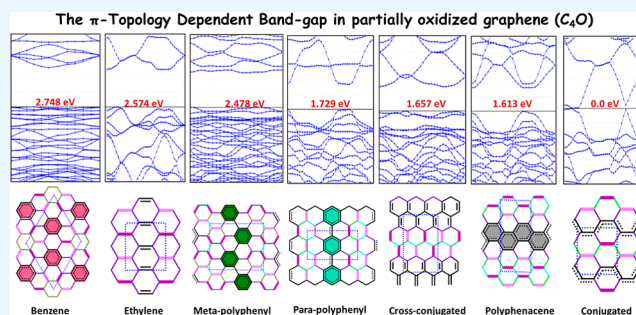 The π-Topology Dependent Band-gap in partially oxidized graphene (C₄O)
2.748 eV 2.574 eV 2.478 eV 1.729 eV 1.657 eV 1.613 eV 0.0 eV
Benzene Ethylene Meta-polyphenyl Para-polyphenyl Cross-conjugated Polyphenacene Conjugated